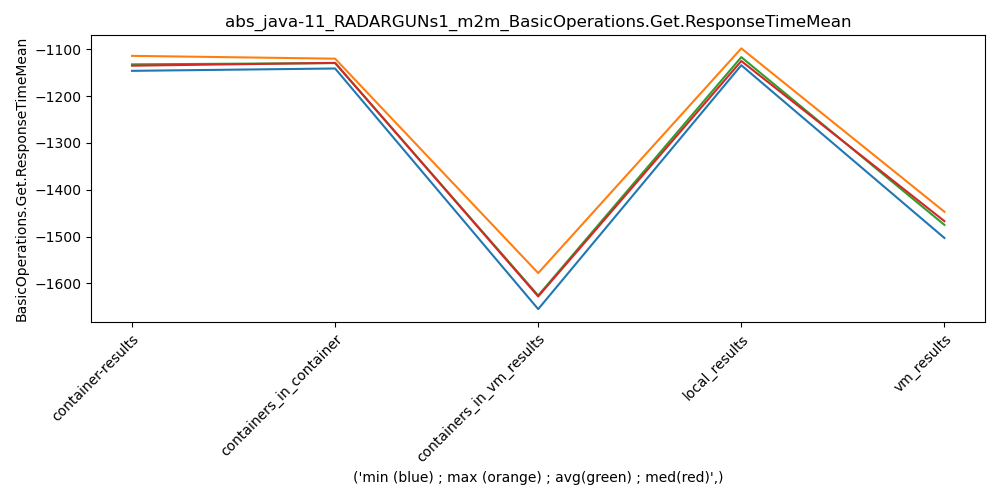 abs_java-11_RADARGUNs1_m2m_BasicOperations.Get.ResponseTimeMean
BasicOperations.Get.ResponseTimeMean
−1100
−1200
−1300
−1400
−1500
−1600
container-results
containers_in_container
containers_in_vm_results
local_results
vm_results
('min (blue) ; max (orange) ; avg(green) ; med(red)',)